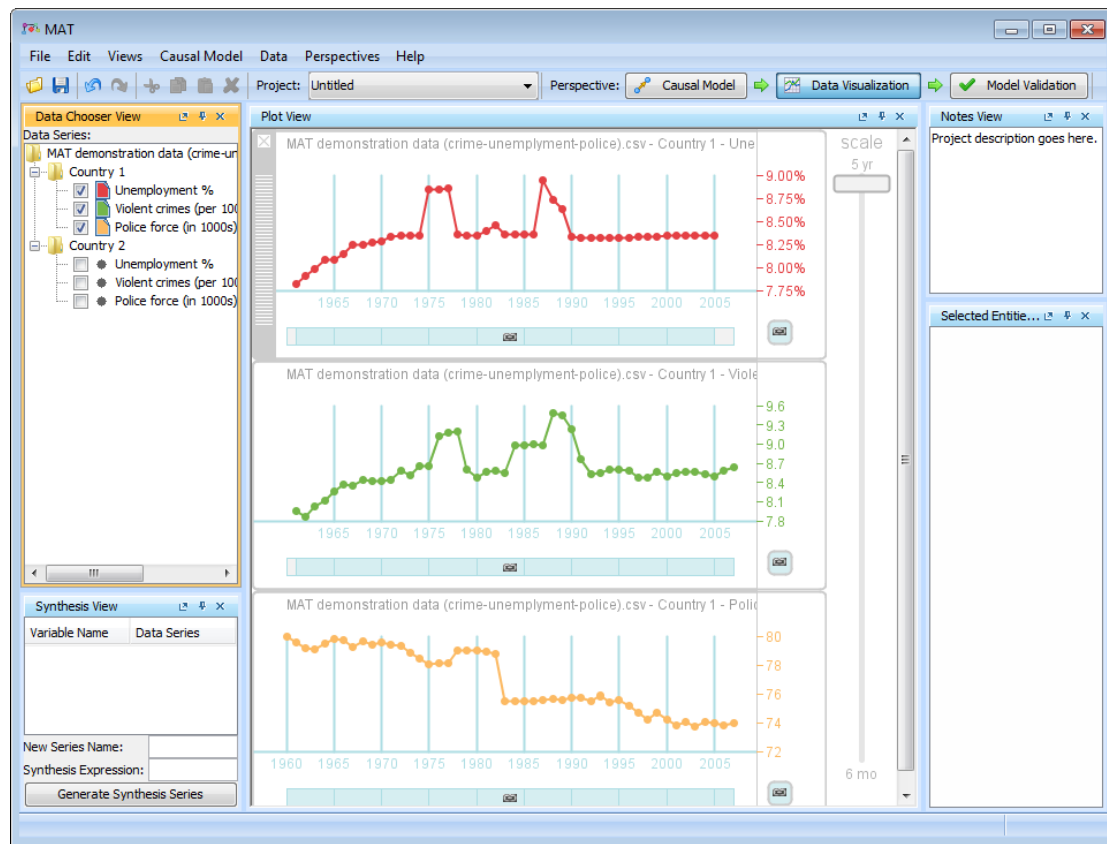 MAT
File Edit Views Causal Model Data Perspectives Help
Project: Untitled Perspective: Causal Model Data Visualization Model Validation
Data Chooser View
Data Series:
MAT demonstration data (crime-un
Country 1
Unemployment %
Violent crimes (per 100
Police force (in 1000s)
Country 2
Unemployment %
Violent crimes (per 100
Police force (in 1000s)
Synthesis View
Variable Name Data Series
New Series Name:
Synthesis Expression:
Generate Synthesis Series
Plot View
MAT demonstration data (crime-unemplyment-police).csv - Country 1 - Une
9.00%
8.75%
8.50%
8.25%
8.00%
7.75%
1965 1970 1975 1980 1985 1990 1995 2000 2005
MAT demonstration data (crime-unemplyment-police).csv - Country 1 - Viole
9.6
9.3
9.0
8.7
8.4
8.1
7.8
1965 1970 1975 1980 1985 1990 1995 2000 2005
MAT demonstration data (crime-unemplyment-police).csv - Country 1 - Polic
80
78
76
74
72
1960 1965 1970 1975 1980 1985 1990 1995 2000 2005
scale
5 yr
6 mo
Notes View
Project description goes here.
Selected Entitie...